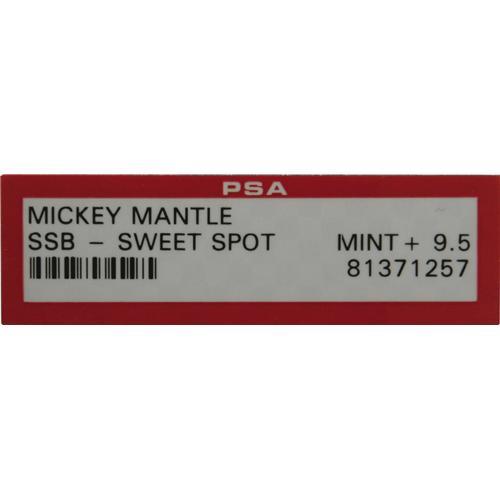 PSA
MICKEY MANTLE
SSB – SWEET SPOT MINT + 9.5
81371257